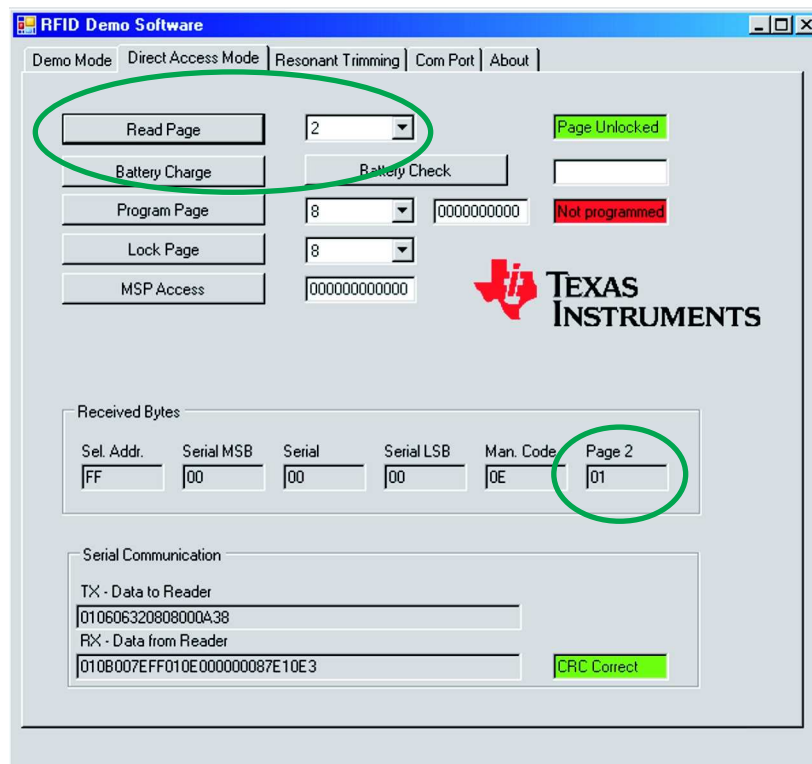 RFID Demo Software
Demo Mode Direct Access Mode Resonant Trimming Com Port About
Read Page 2 Page Unlocked
Battery Charge Battery Check
Program Page 8 0000000000 Not programmed
Lock Page 8
MSP Access 000000000000
TEXAS
INSTRUMENTS
Received Bytes
Sel. Addr. Serial MSB Serial Serial LSB Man. Code Page 2
FF 00 00 00 0E 01
Serial Communication
TX - Data to Reader
010606320808000A38
RX - Data from Reader
010B007EFF010E000000087E10E3 CRC Correct